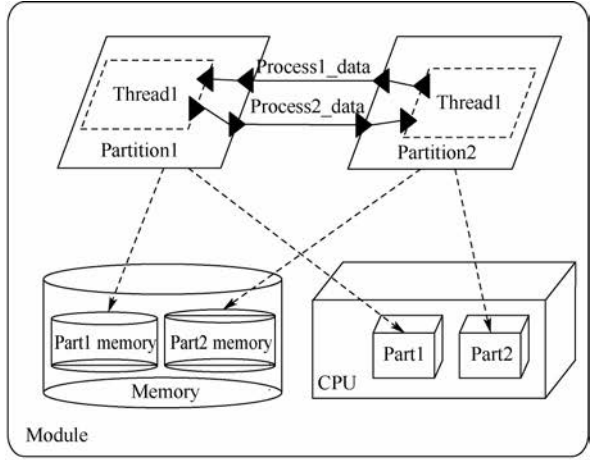 Process1_data
Thread1
Process2_data
Thread1
Partition1
Partition2
Part1 memory
Part2 memory
Part1
Part2
Memory
CPU
Module